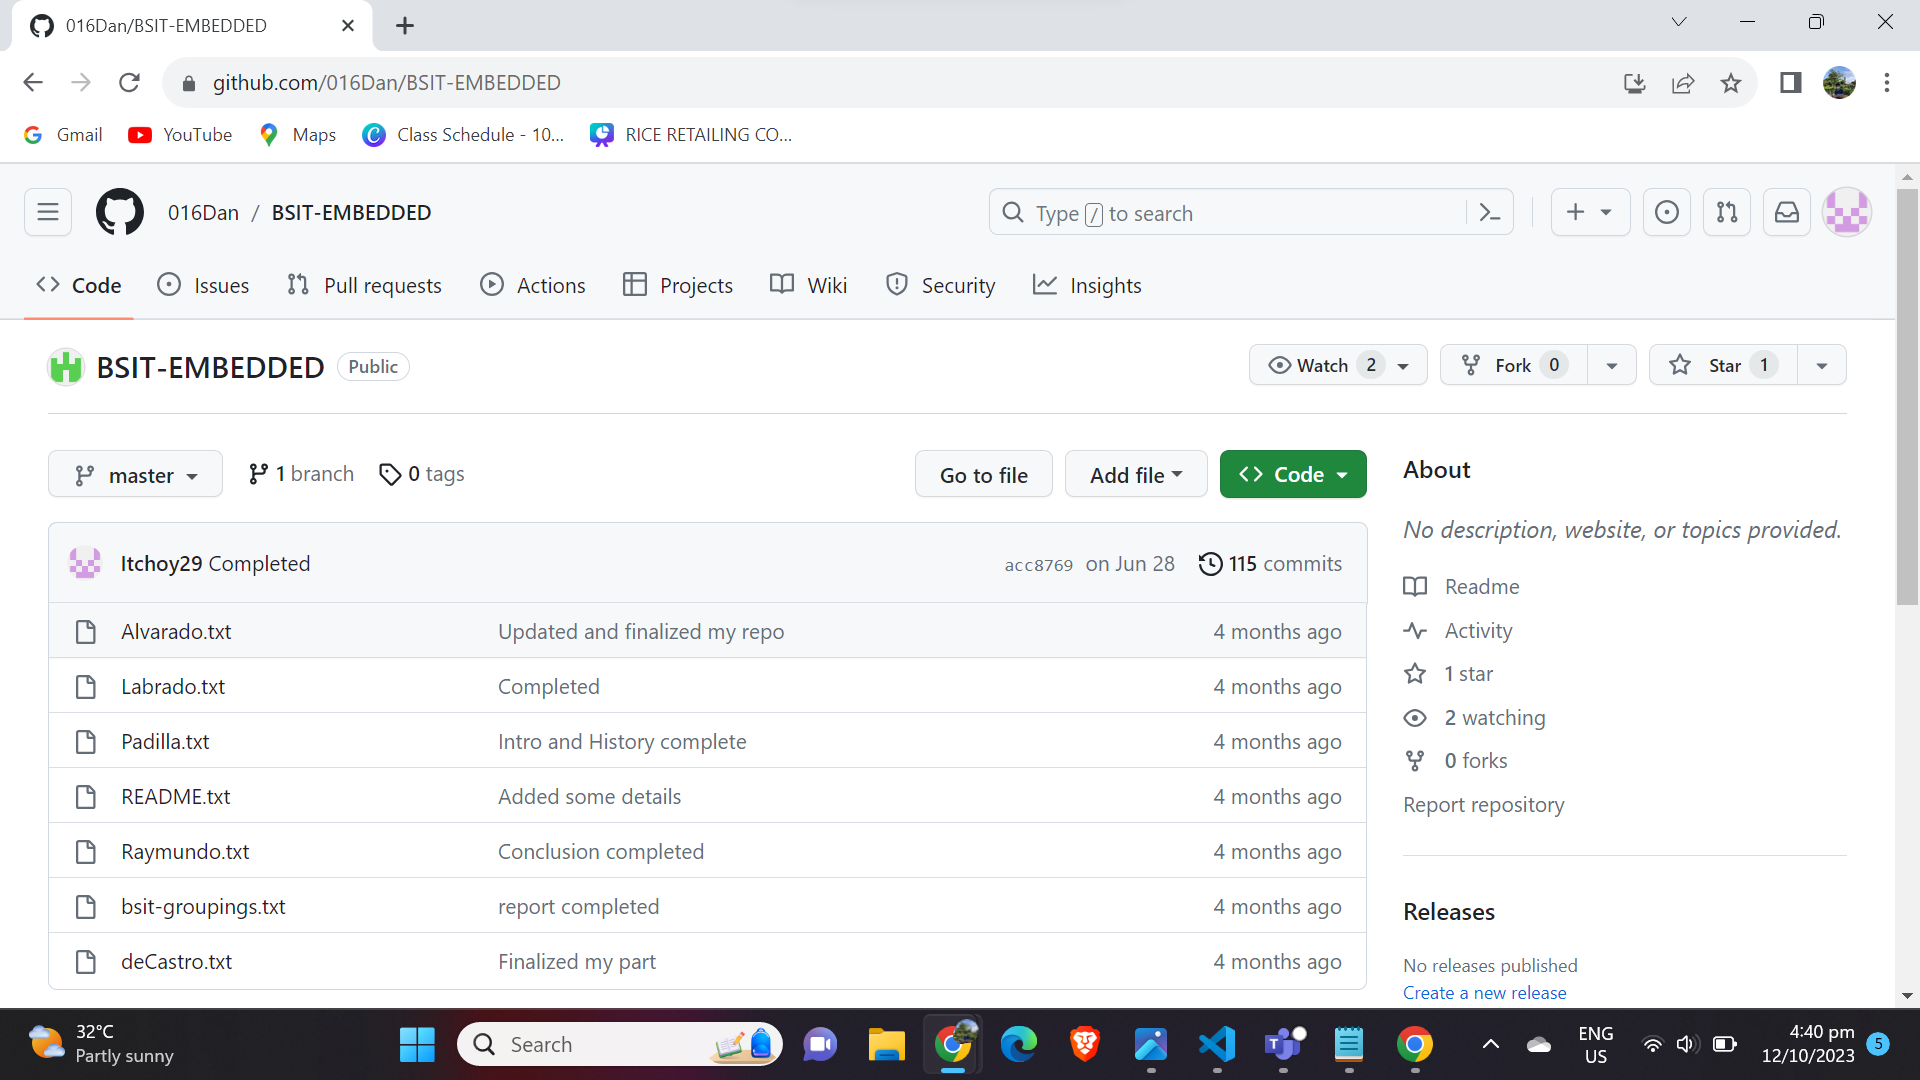 016Dan/BSIT-EMBEDDED
github.com/016Dan/BSIT-EMBEDDED
Gmail YouTube Maps Class Schedule - 10... RICE RETAILING CO...
016Dan / BSIT-EMBEDDED Type / to search
Code Issues Pull requests Actions Projects Wiki Security Insights
BSIT-EMBEDDED Public Watch 2 Fork 0 Star 1
master 1 branch 0 tags Go to file Add file Code
Itchoy29 Completed acc8769 on Jun 28 115 commits
Alvarado.txt Updated and finalized my repo 4 months ago
Labrado.txt Completed 4 months ago
Padilla.txt Intro and History complete 4 months ago
README.txt Added some details 4 months ago
Raymundo.txt Conclusion completed 4 months ago
bsit-groupings.txt report completed 4 months ago
deCastro.txt Finalized my part 4 months ago
About
No description, website, or topics provided.
Readme
Activity
1 star
2 watching
0 forks
Report repository
Releases
No releases published
Create a new release
32°C
Partly sunny
Search
ENG
US
4:40 pm
12/10/2023
5